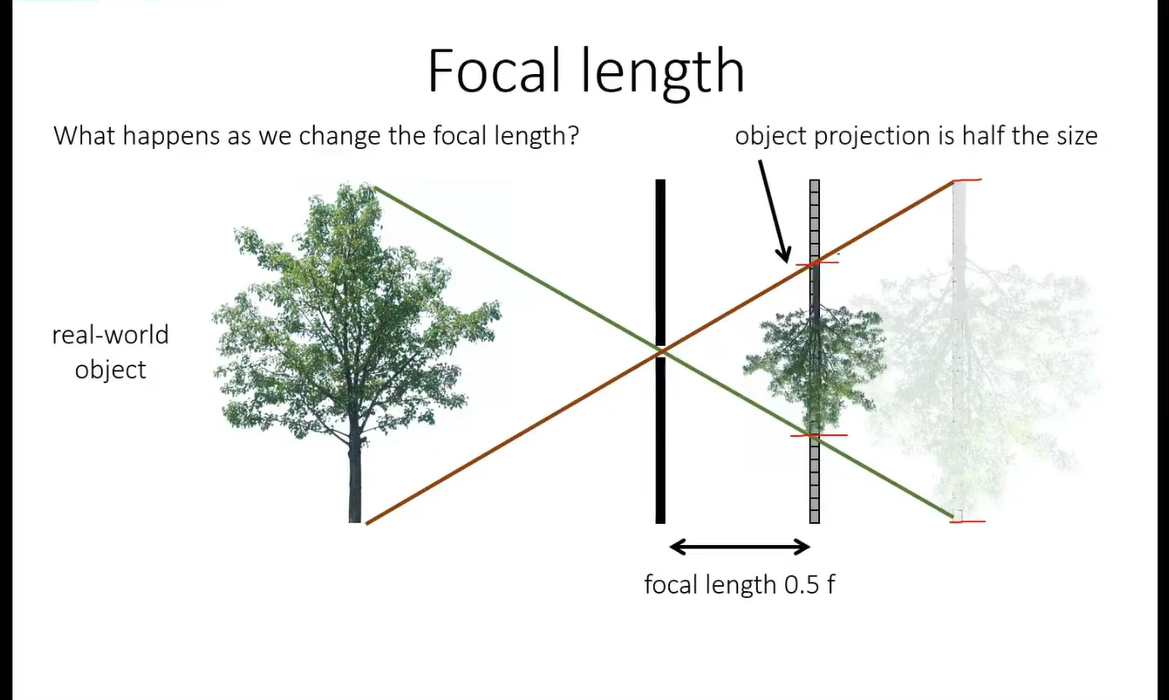 Focal length
What happens as we change the focal length?
object projection is half the size
real-world
object
focal length 0.5 f